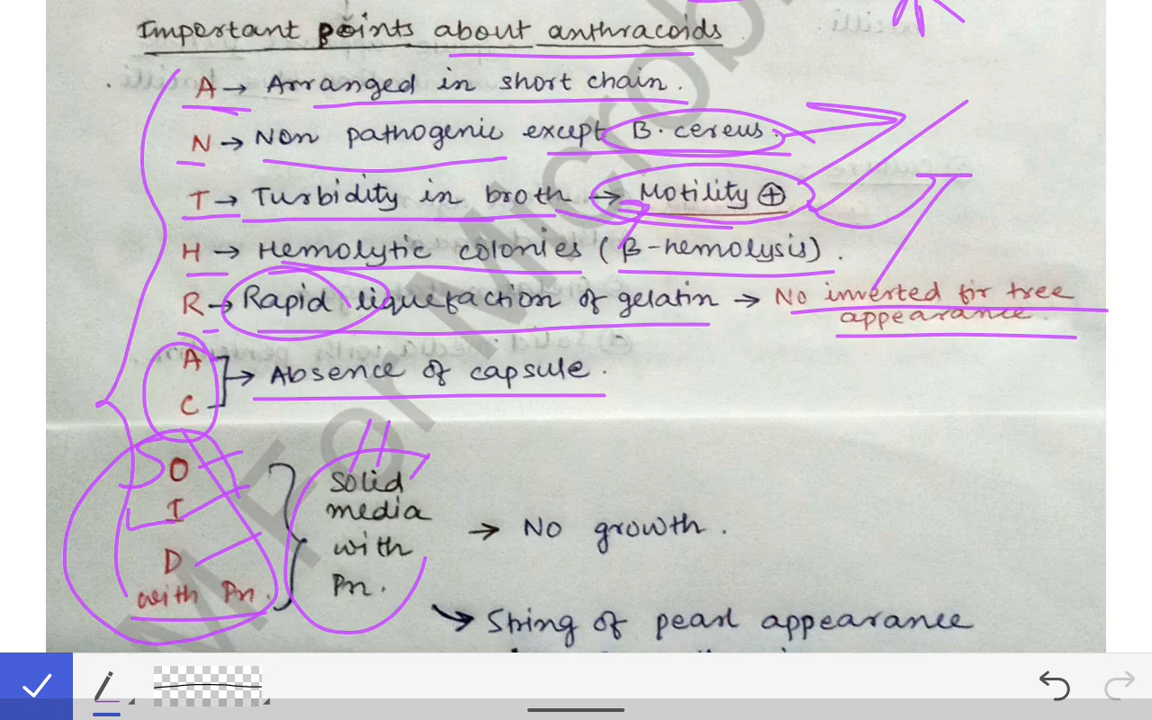 Important points about anthracoids
A → Arranged in short chain.
N → Non pathogenic except B. cereus.
T → Turbidity in broth → Motility ⊕
H → Hemolytic colonies (β-hemolysis).
R → Rapid liquefaction of gelatin → No inverted fir tree
appearance.
A
C → Absence of capsule.
O
I
D
with Pn.
Solid
media
with
Pn.
→ No growth.
↘ String of pearl appearance
M For Microb